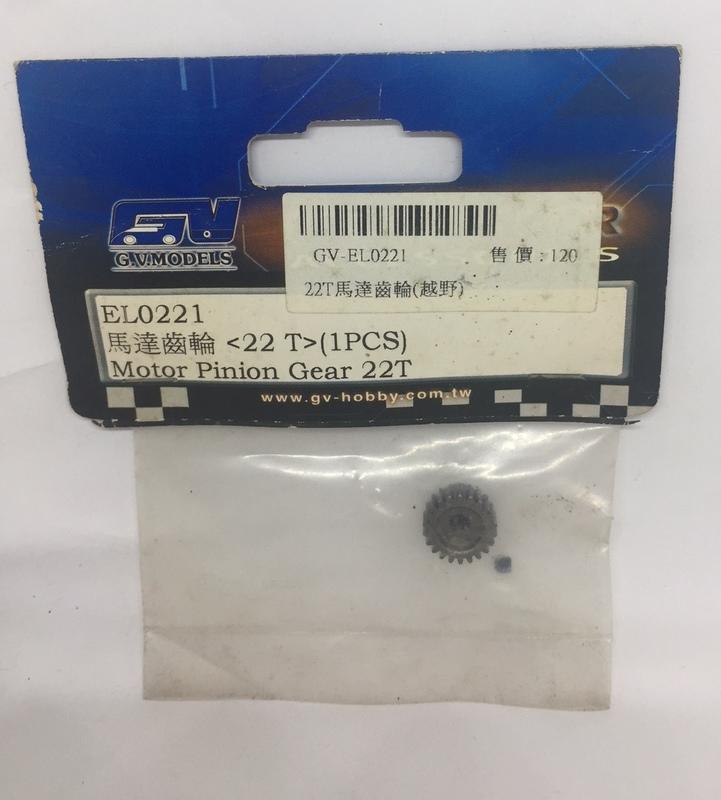 GV
G.V.MODELS
GV-EL0221 售價:120
22T馬達齒輪(越野)
R
S
EL0221
馬達齒輪 <22 T>(1PCS)
Motor Pinion Gear 22T
www.gv-hobby.com.tw